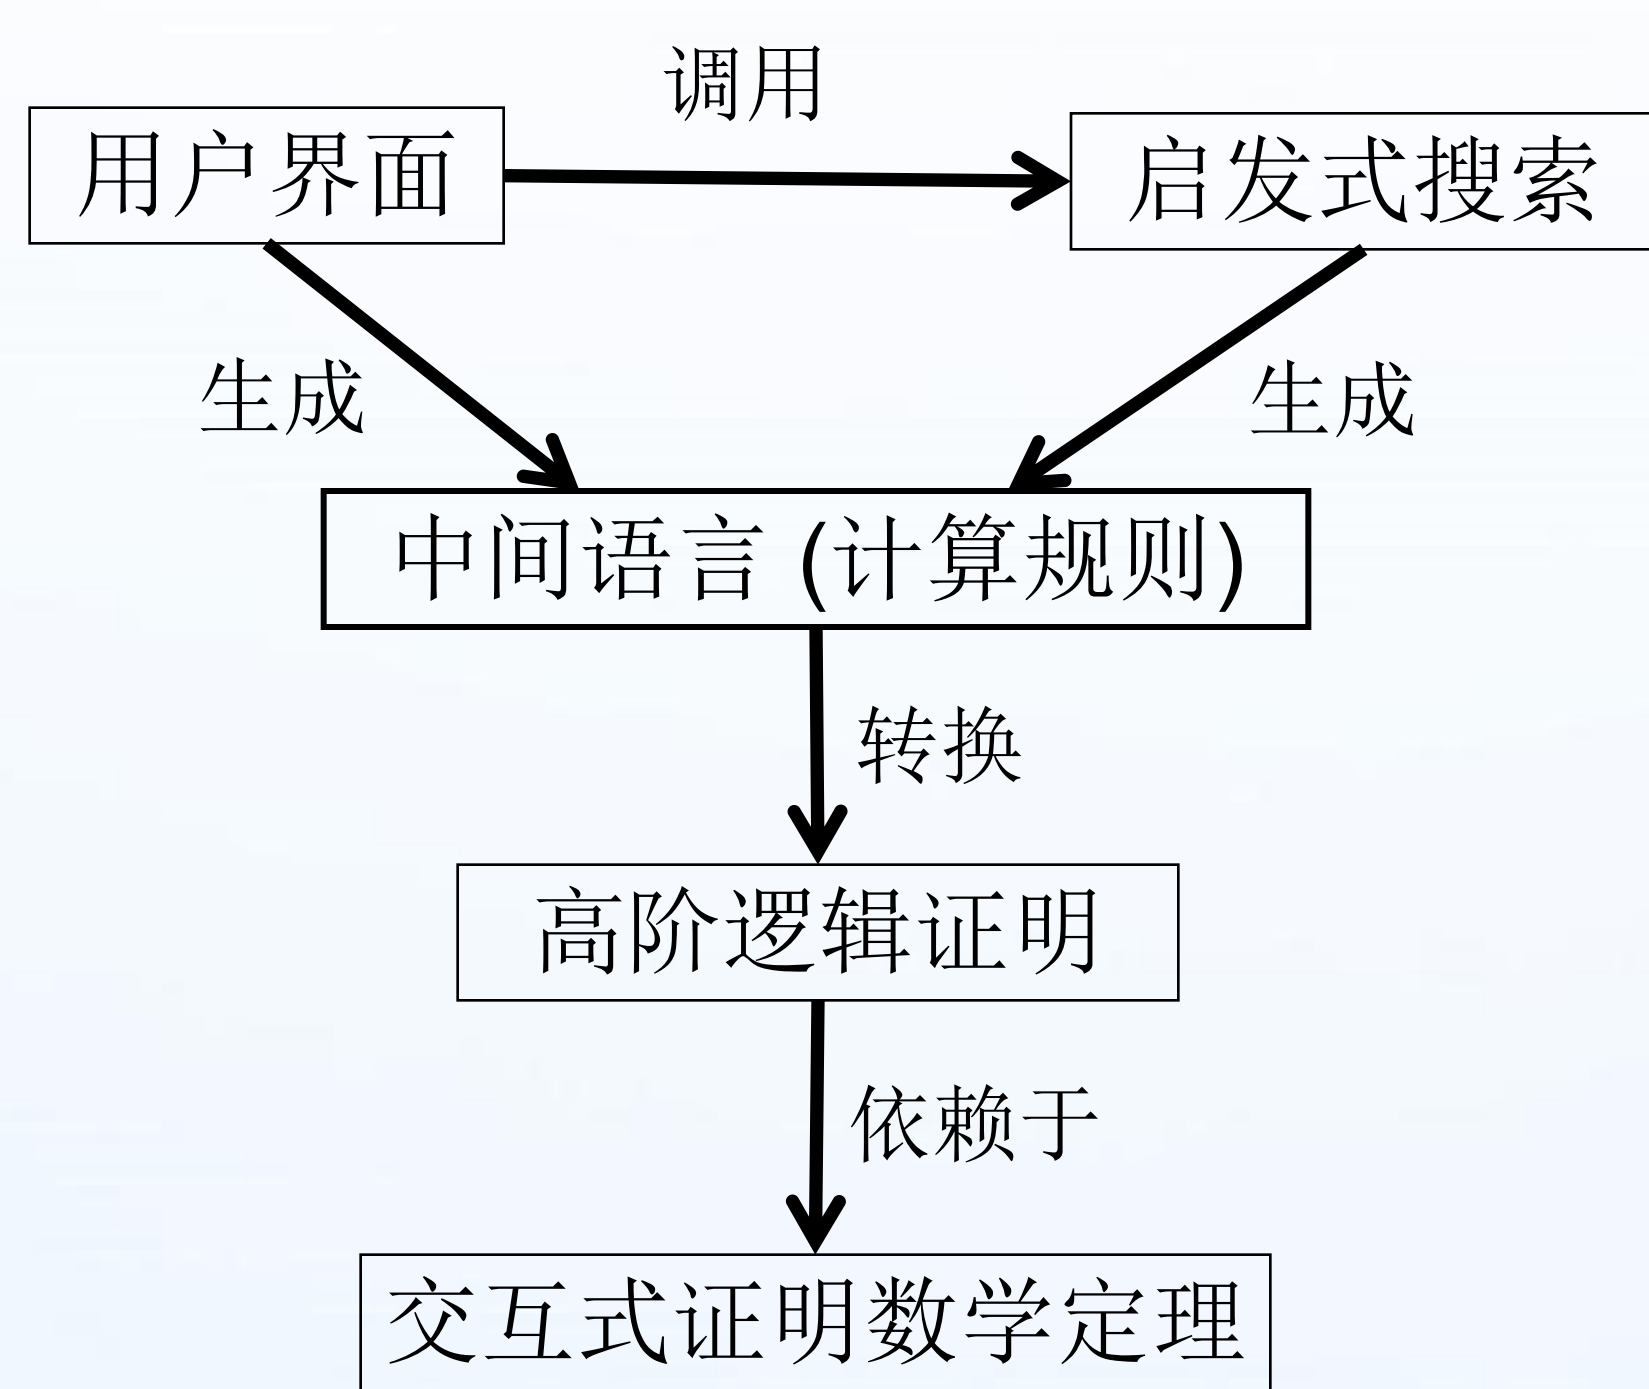 调用
用户界面
启发式搜索
生成
生成
中间语言 (计算规则)
转换
高阶逻辑证明
依赖于
交互式证明数学定理